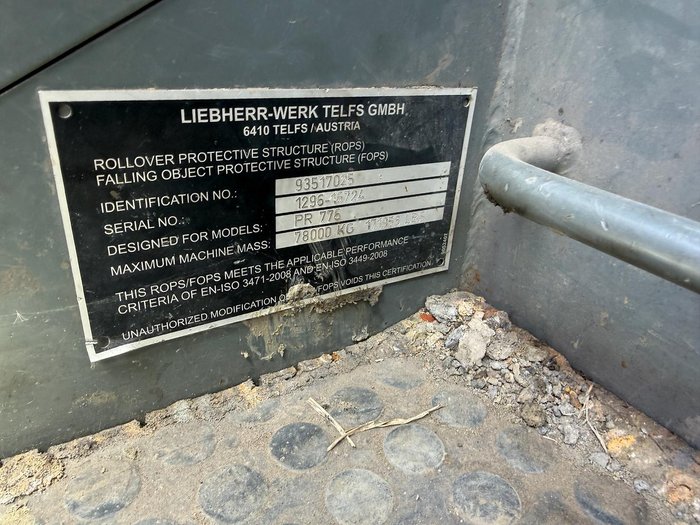 LIEBHERR-WERK TELFS GMBH
6410 TELFS / AUSTRIA
ROLLOVER PROTECTIVE STRUCTURE (ROPS)
FALLING OBJECT PROTECTIVE STRUCTURE (FOPS)
IDENTIFICATION NO.: 93517025
SERIAL NO.: 1296-
DESIGNED FOR MODELS: PR 776
MAXIMUM MACHINE MASS: 78000 KG
THIS ROPS/FOPS MEETS THE APPLICABLE PERFORMANCE
CRITERIA OF EN-ISO 3471-2008 AND EN-ISO 3449-2008
UNAUTHORIZED MODIFICATION OF /FOPS VOIDS THIS CERTIFICATION.